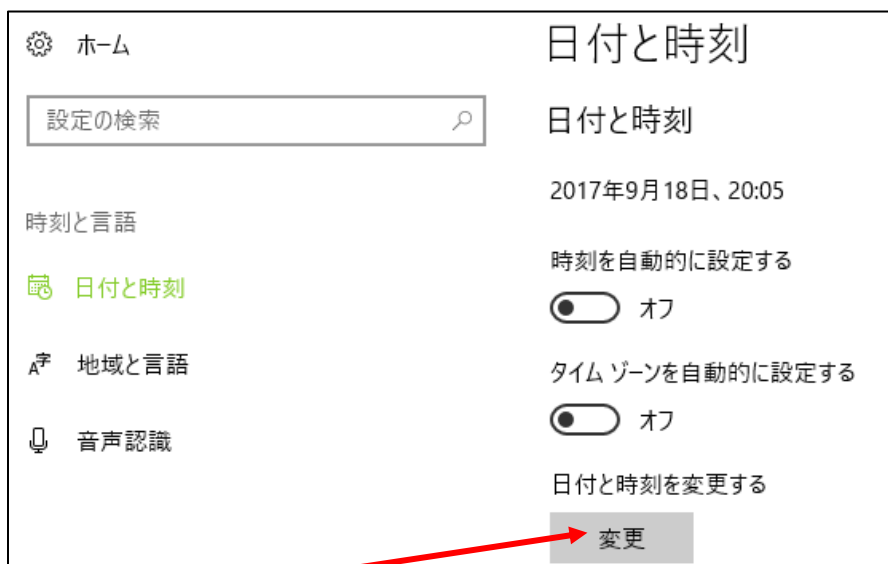 ホーム
設定の検索
時刻と言語
日付と時刻
地域と言語
音声認識
日付と時刻
日付と時刻
2017年9月18日、20:05
時刻を自動的に設定する
オフ
タイム ゾーンを自動的に設定する
オフ
日付と時刻を変更する
変更